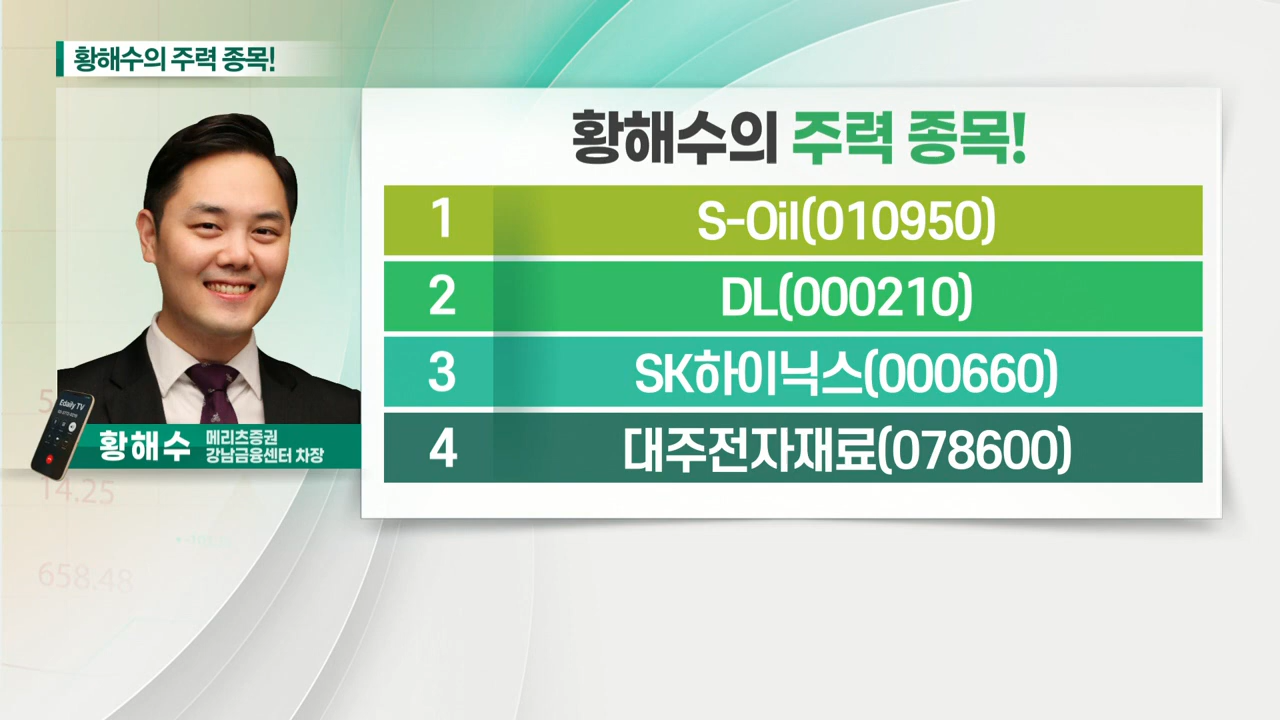 황해수의 주력 종목!
황해수의 주력 종목!
1 S-Oil(010950)
2 DL(000210)
3 SK하이닉스(000660)
4 대주전자재료(078600)
Edaily TV
황해수 메리츠증권
강남금융센터 차장
14.25
658.48